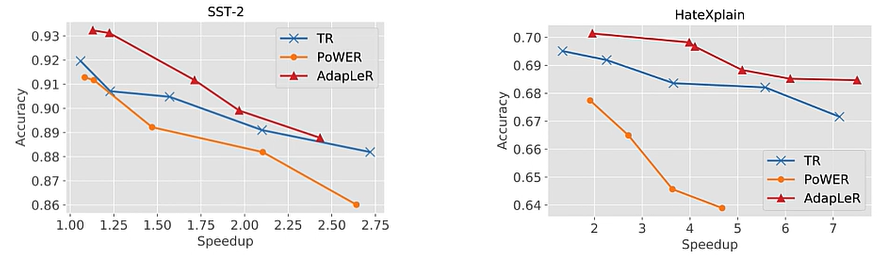 SST-2
0.93
0.92
0.91
0.90
0.89
0.88
0.87
0.86
Accuracy
1.00 1.25 1.50 1.75 2.00 2.25 2.50 2.75
Speedup
TR
PoWER
AdapLeR
HateXplain
0.70
0.69
0.68
0.67
0.66
0.65
0.64
Accuracy
2 3 4 5 6 7
Speedup
TR
PoWER
AdapLeR